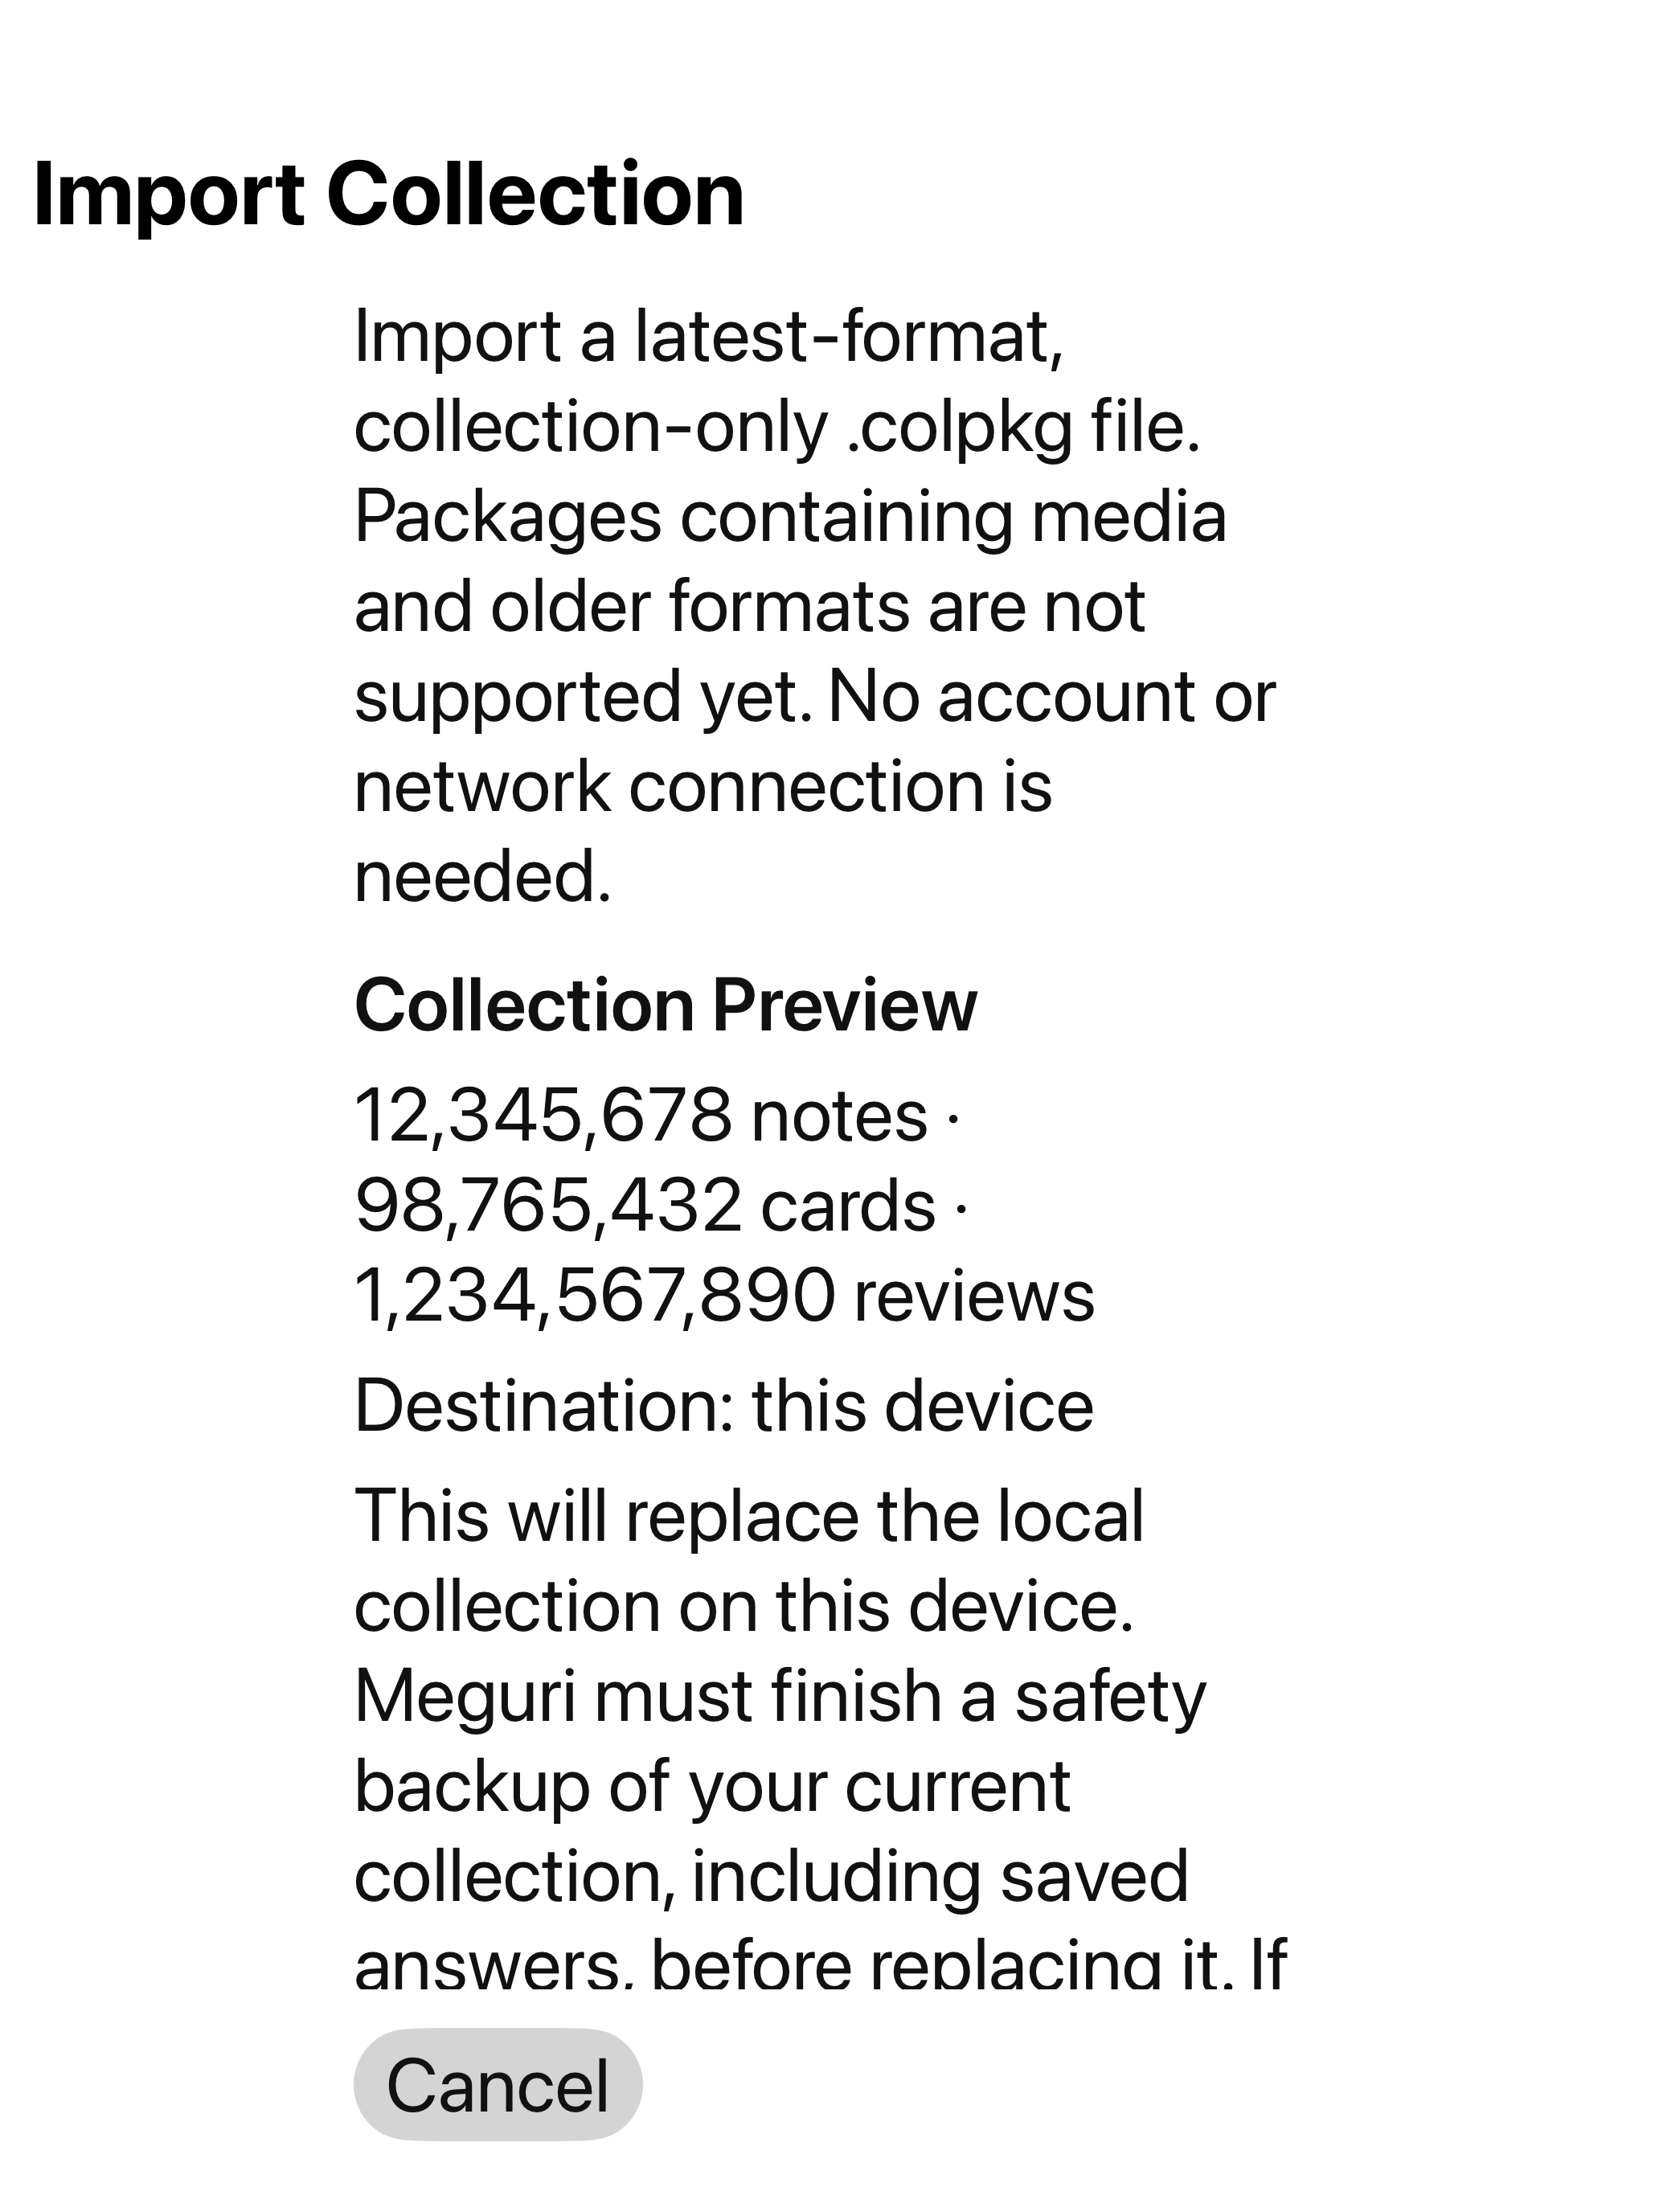 Import Collection
Import a latest-format,
collection-only .colpkg file.
Packages containing media
and older formats are not
supported yet. No account or
network connection is
needed.
Collection Preview
12,345,678 notes ·
98,765,432 cards ·
1,234,567,890 reviews
Destination: this device
This will replace the local
collection on this device.
Meguri must finish a safety
backup of your current
collection, including saved
answers, before replacing it. If
Cancel